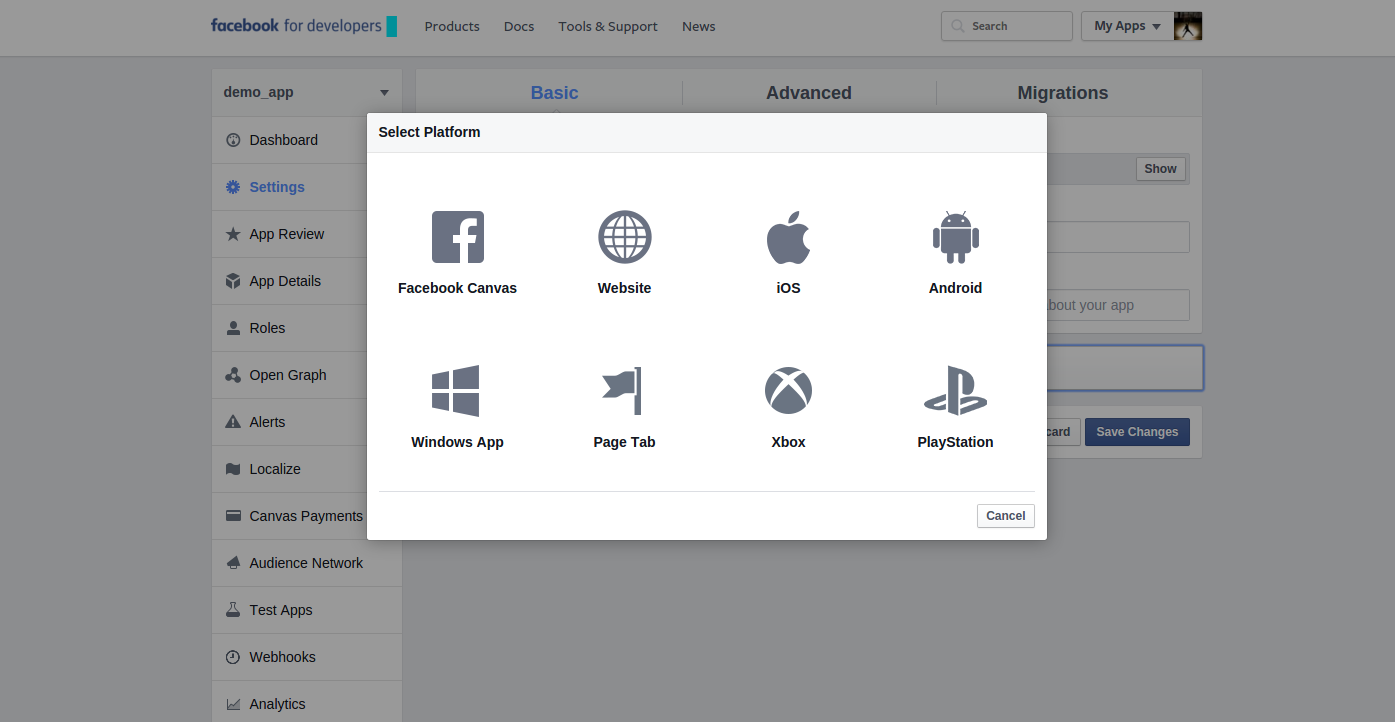 facebook for developers Products Docs Tools & Support News Search My Apps
demo_app
Basic Advanced Migrations
Select Platform
Dashboard
Show
Settings
App Review
Facebook Canvas Website iOS Android
App Details
about your app
Roles
Open Graph
Alerts
Save Changes
Windows App Page Tab Xbox PlayStation
Localize
Canvas Payments
Cancel
Audience Network
Test Apps
Webhooks
Analytics